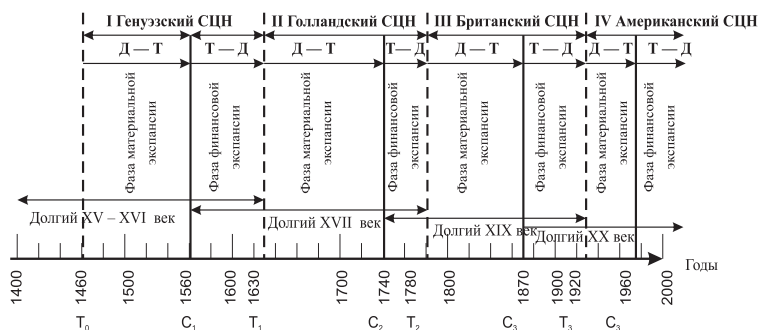 I Генуэзский СЦН II Голландский СЦН III Британский СЦН IV Американский СЦН
Д — Т Т — Д Д — Т Т — Д Д — Т Т — Д Д — Т Т — Д
Фаза материальной экспансии
Фаза финансовой экспансии
Фаза материальной экспансии
Фаза финансовой экспансии
Фаза материальной экспансии
Фаза финансовой экспансии
Фаза материальной экспансии
Фаза финансовой экспансии
Долгий XV – XVI век
Долгий XVII век
Долгий XIX век
Долгий XX век
Годы
1400 1460 1500 1560 1600 1630 1700 1740 1780 1800 1870 1900 1920 1960 2000
T0 C1 T1 C2 T2 C3 T3 C3